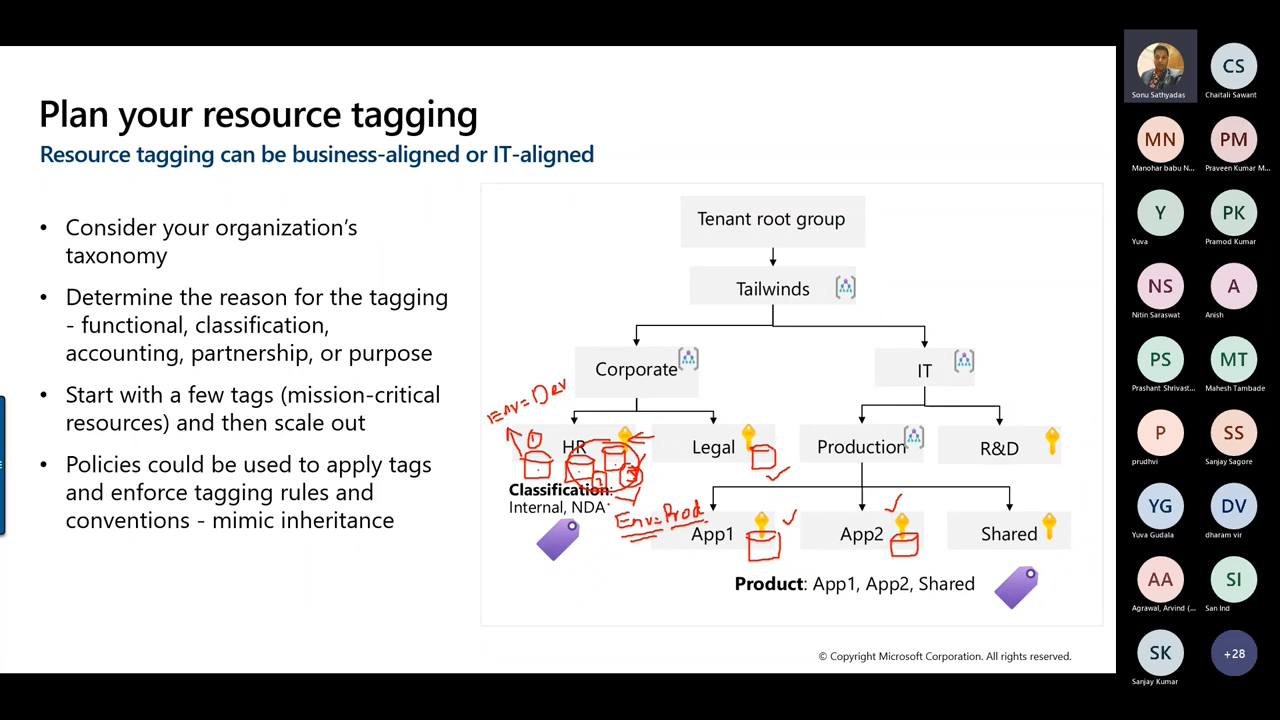 Plan your resource tagging
Resource tagging can be business-aligned or IT-aligned
• Consider your organization's
taxonomy
• Determine the reason for the tagging
- functional, classification,
accounting, partnership, or purpose
• Start with a few tags (mission-critical
resources) and then scale out
• Policies could be used to apply tags
and enforce tagging rules and
conventions - mimic inheritance
Tenant root group
Tailwinds
Corporate
IT
Env=Dev
HR
Legal
Production
R&D
1
2
3
Classification:
Internal, NDA
Env=Prod
App1
App2
Shared
Product: App1, App2, Shared
© Copyright Microsoft Corporation. All rights reserved.
Sonu Sathyadas
CS
Chaitali Sawant
MN
Manohar babu N...
PM
Praveen Kumar M...
Y
Yuva
PK
Pramod Kumar
NS
Nitin Saraswat
A
Anish
PS
Prashant Shrivast...
MT
Mahesh Tambade
P
prudhvi
SS
Sanjay Sagore
YG
Yuva Gudala
DV
dharam vir
AA
Agrawal, Arvind (...
SI
San Ind
SK
Sanjay Kumar
+28